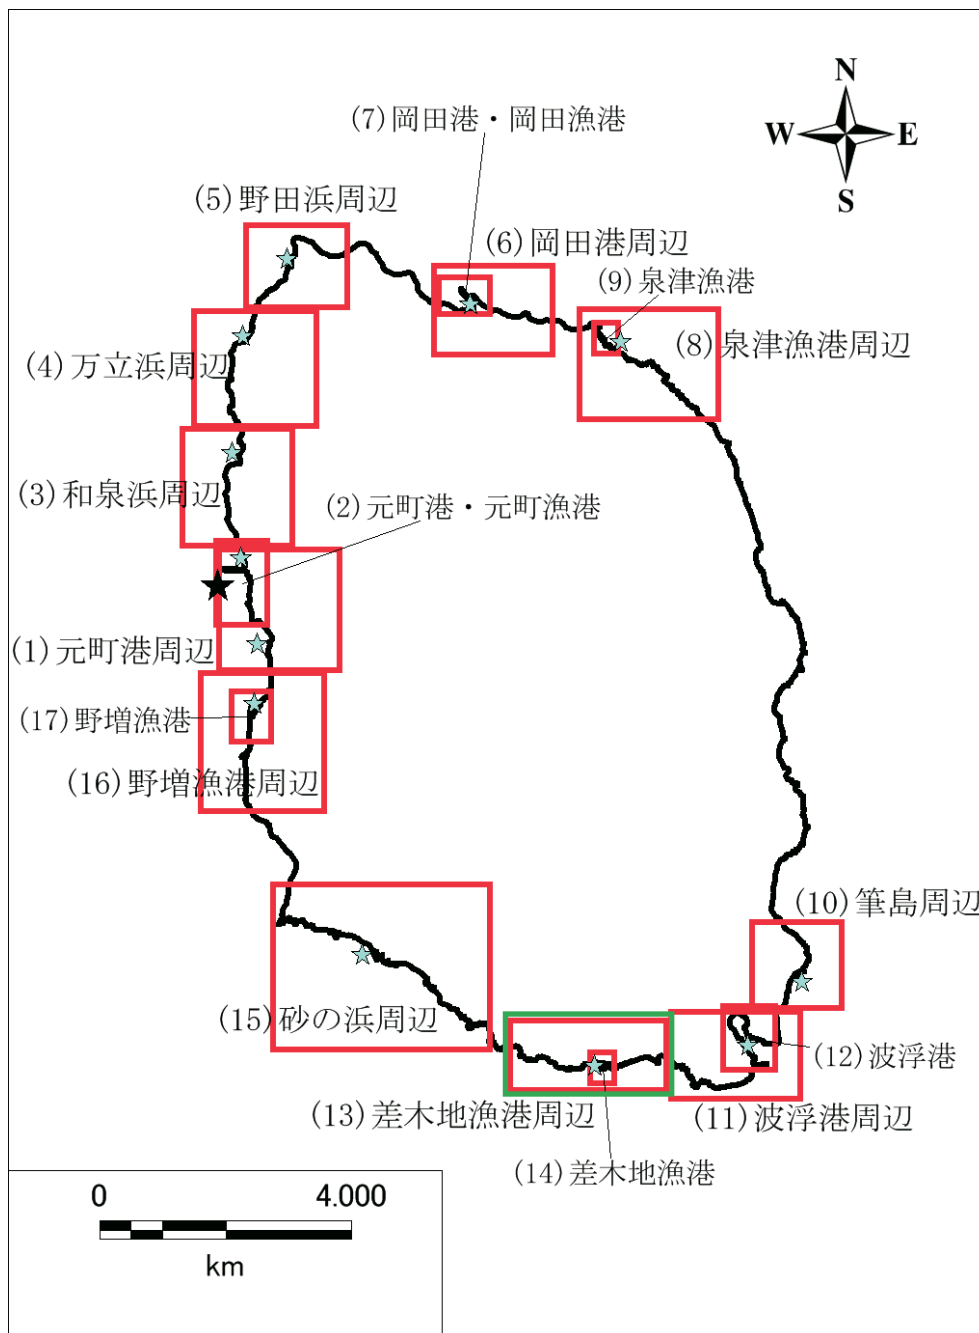 N
W E
S
(7)岡田港・岡田漁港
(5)野田浜周辺
(6)岡田港周辺
(9)泉津漁港
(8)泉津漁港周辺
(4)万立浜周辺
(3)和泉浜周辺
(2)元町港・元町漁港
(1)元町港周辺
(17)野増漁港
(16)野増漁港周辺
(10)筆島周辺
(15)砂の浜周辺
(12)波浮港
(13)差木地漁港周辺
(11)波浮港周辺
(14)差木地漁港
0 4.000
km